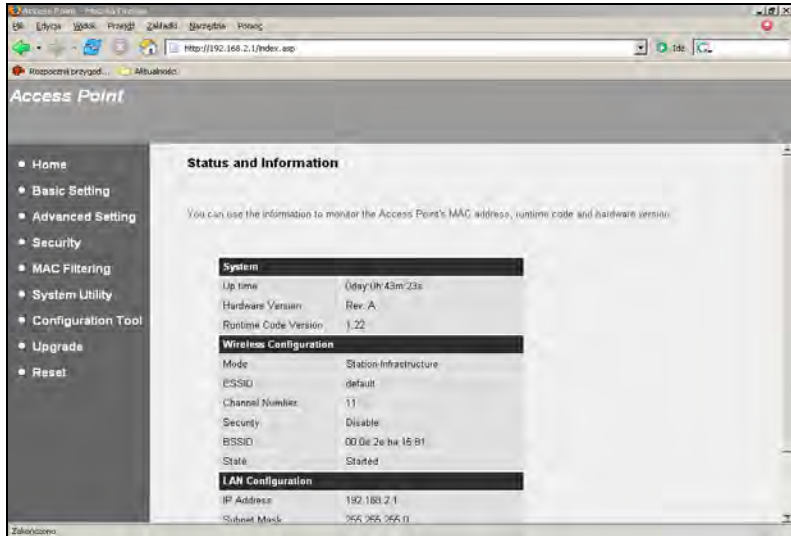 Access Point - Mozilla Firefox
Plik Edycja Widok Przejdź Zakładki Narzędzia Pomoc
http://192.168.2.1/index.asp
Idź
Rozpocznij przygod... Aktualności
Access Point
Home
Basic Setting
Advanced Setting
Security
MAC Filtering
System Utility
Configuration Tool
Upgrade
Reset
Status and Information
You can use the information to monitor the Access Point's MAC address, runtime code and hardware version.
System
Up time 0day:0h:43m:23s
Hardware Version Rev. A
Runtime Code Version 1.22
Wireless Configuration
Mode Station-Infrastructure
ESSID default
Channel Number 11
Security Disable
BSSID 00:0e:2e:ba:16:81
State Started
LAN Configuration
IP Address 192.168.2.1
Subnet Mask 255.255.255.0
Zakończono